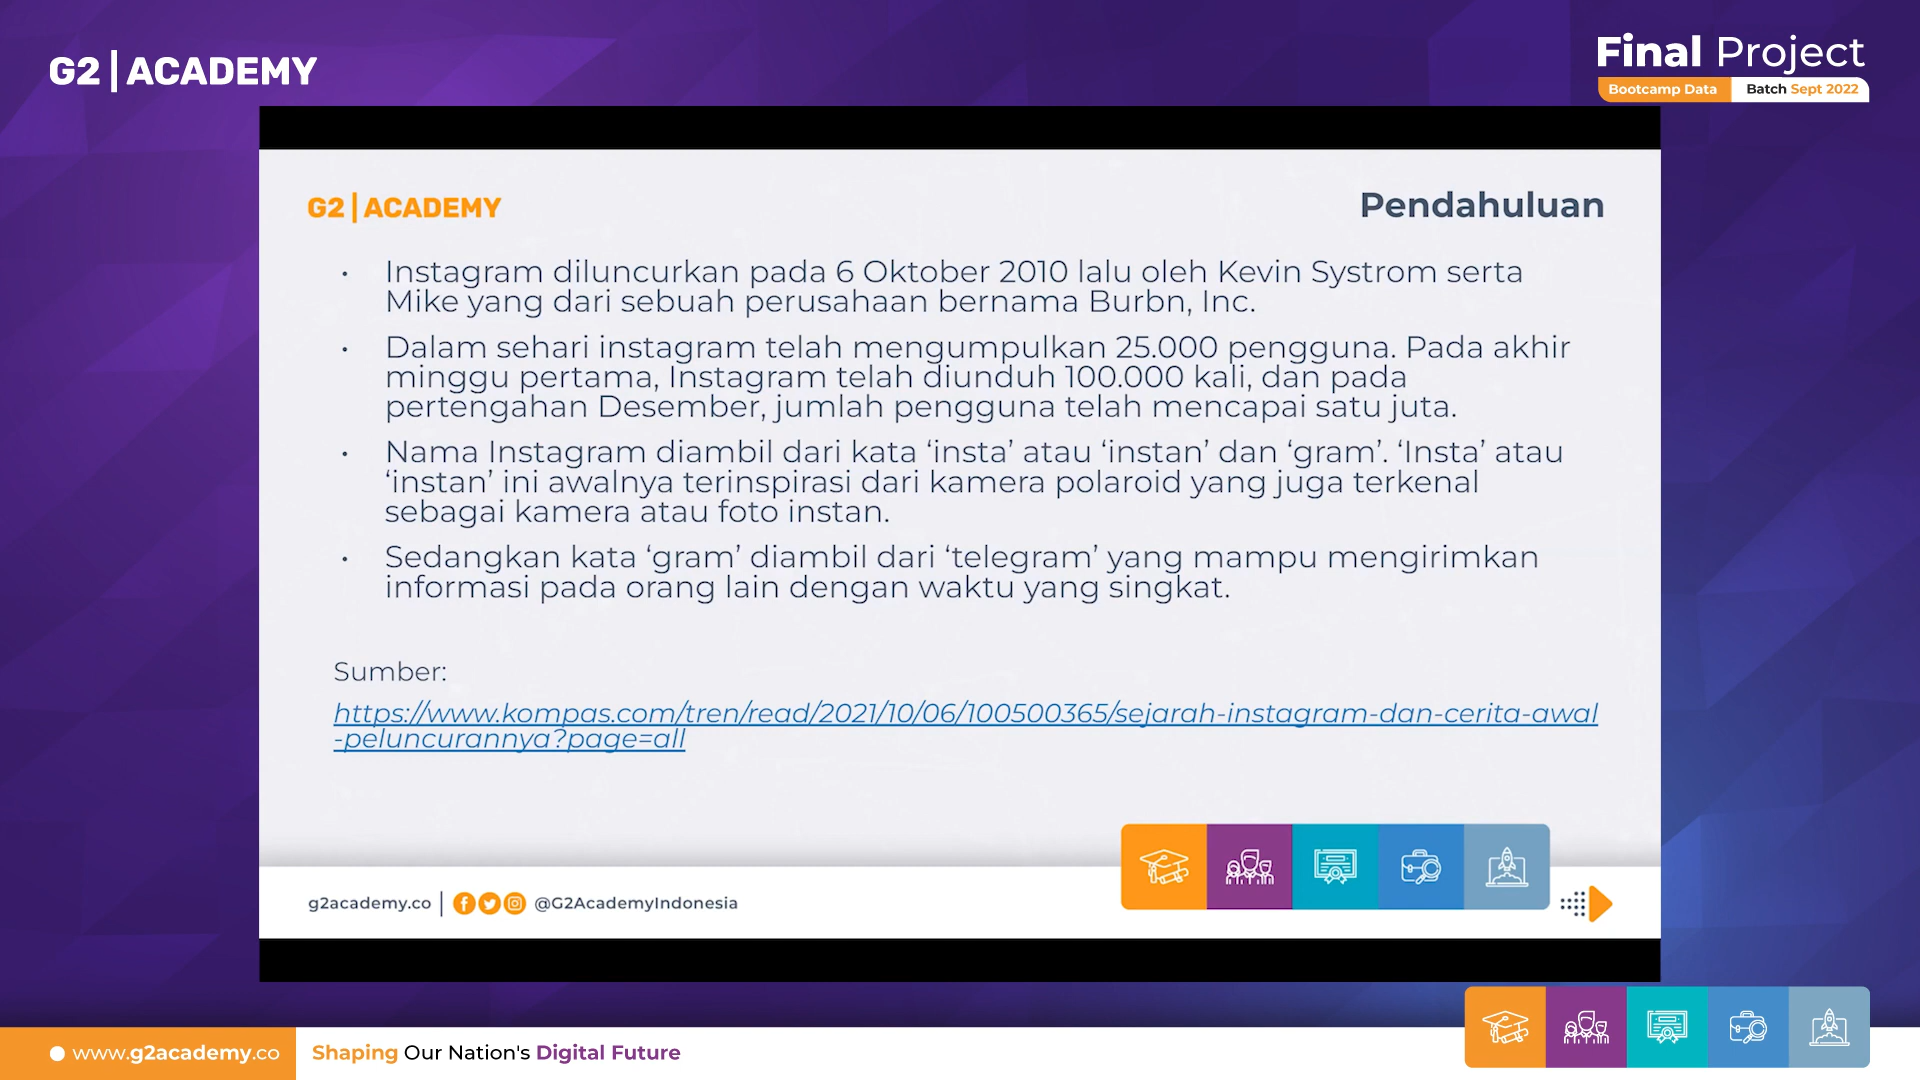 G2 | ACADEMY
Final Project
Bootcamp Data Batch Sept 2022
G2 | ACADEMY
Pendahuluan
• Instagram diluncurkan pada 6 Oktober 2010 lalu oleh Kevin Systrom serta
Mike yang dari sebuah perusahaan bernama Burbn, Inc.
• Dalam sehari instagram telah mengumpulkan 25.000 pengguna. Pada akhir
minggu pertama, Instagram telah diunduh 100.000 kali, dan pada
pertengahan Desember, jumlah pengguna telah mencapai satu juta.
• Nama Instagram diambil dari kata ‘insta’ atau ‘instan’ dan ‘gram’. ‘Insta’ atau
‘instan’ ini awalnya terinspirasi dari kamera polaroid yang juga terkenal
sebagai kamera atau foto instan.
• Sedangkan kata ‘gram’ diambil dari ‘telegram’ yang mampu mengirimkan
informasi pada orang lain dengan waktu yang singkat.
Sumber:
https://www.kompas.com/tren/read/2021/10/06/100500365/sejarah-instagram-dan-cerita-awal
-peluncurannya?page=all
g2academy.co | @G2AcademyIndonesia
www.g2academy.co
Shaping Our Nation's Digital Future